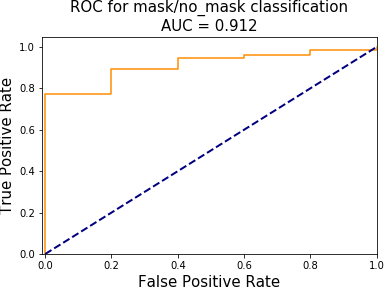 ROC for mask/no_mask classification
AUC = 0.912
1.0
0.8
0.6
0.4
0.2
0.0
True Positive Rate
0.0 0.2 0.4 0.6 0.8 1.0
False Positive Rate